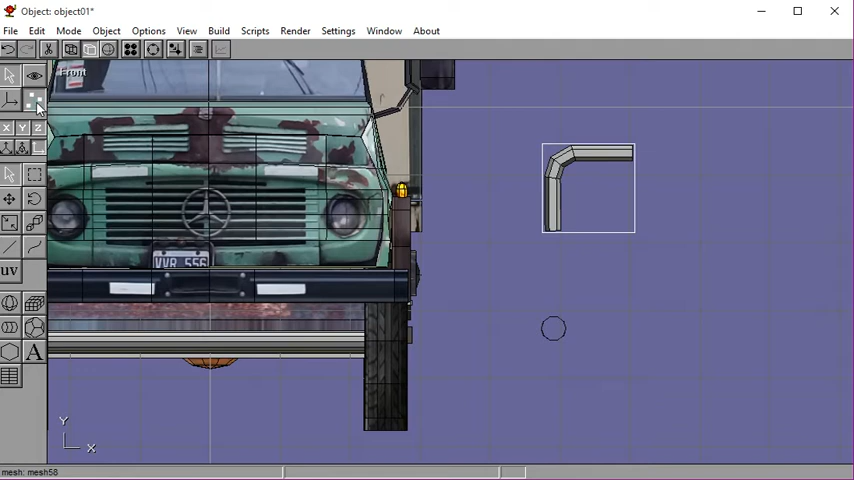 Object: object01*
File Edit Mode Object Options View Build Scripts Render Settings Window About
Front
X Y Z
uv
A
VVR 556
Y
X
mesh: mesh58